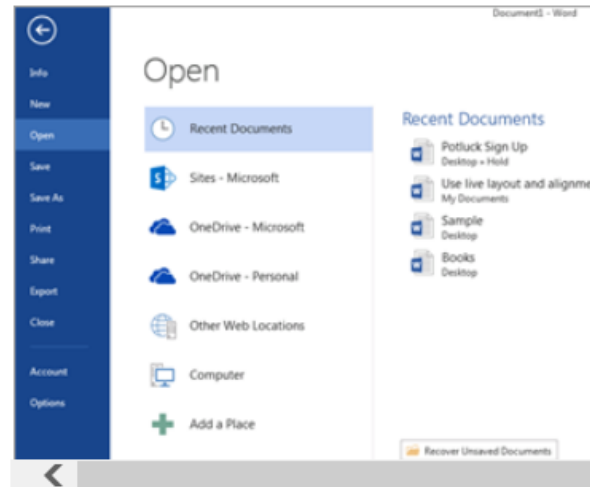 Document1 - Word
Info
New
Open
Save
Save As
Print
Share
Export
Close
Account
Options
Open
Recent Documents
Sites - Microsoft
OneDrive - Microsoft
OneDrive - Personal
Other Web Locations
Computer
Add a Place
Recent Documents
Potluck Sign Up
Desktop » Hold
Use live layout and alignme
My Documents
Sample
Desktop
Books
Desktop
Recover Unsaved Documents